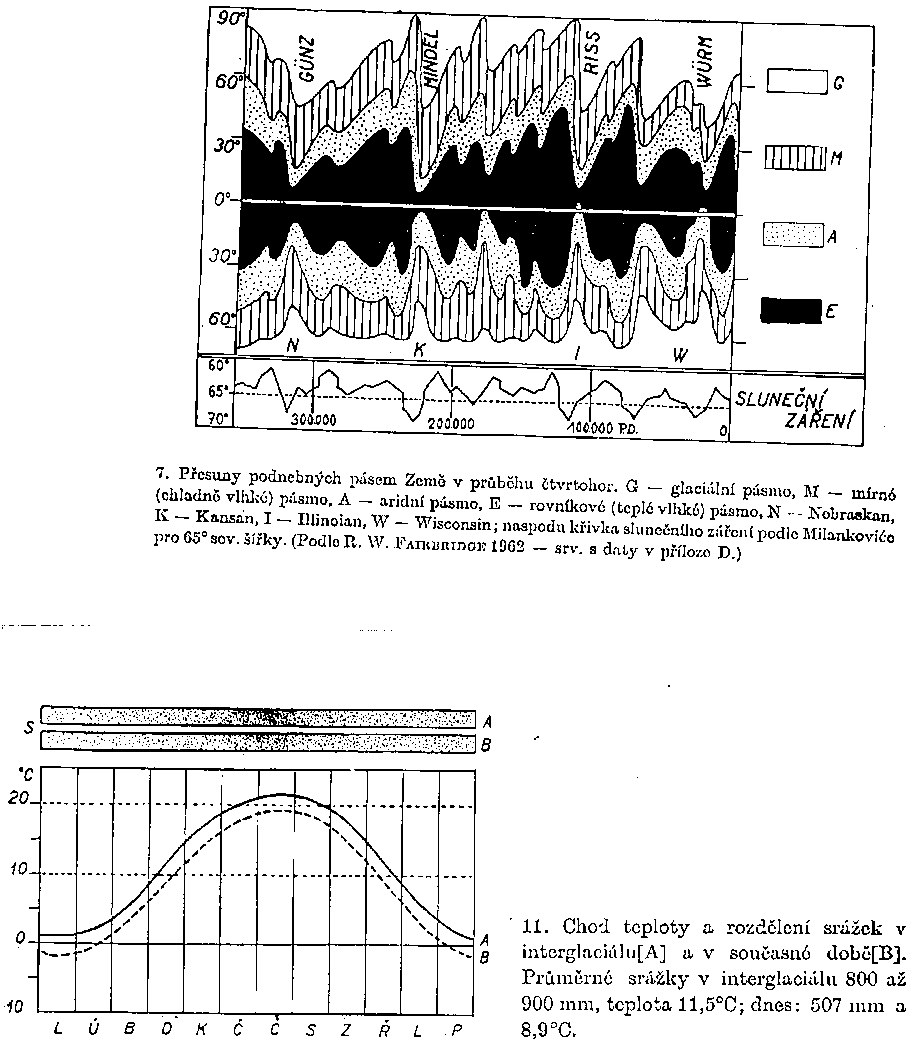 90°
60°
30°
0°
30°
60°
GÜNZ
MINDEL
RISS
WÜRM
G
M
A
E
N K I W
60°
65°
70°
300000 200000 100000 P.D. 0
SLUNEČNÍ
ZÁŘENÍ
7. Přesuny podnebných pásem Země v průběhu čtvrtohor. G — glaciální pásmo, M — mírné
(chladně vlhké) pásmo, A — aridní pásmo, E — rovníkové (teplé vlhké) pásmo, N — Nebraskan,
K — Kansan, I — Illinoian, W — Wisconsin; naspodu křivka slunečního záření podle Milankoviće
pro 65° sev. šířky. (Podle R. W. FAIRBRIDGE 1962 — srv. s daty v příloze D.)
S A
B
°C
20
10
0
10
A
B
L Ú B D K Č Č S Z Ř L P
11. Chod teploty a rozdělení srážek v
interglaciálu[A] a v současné době[B].
Průměrné srážky v interglaciálu 800 až
900 mm, teplota 11,5°C; dnes: 507 mm a
8,9°C.